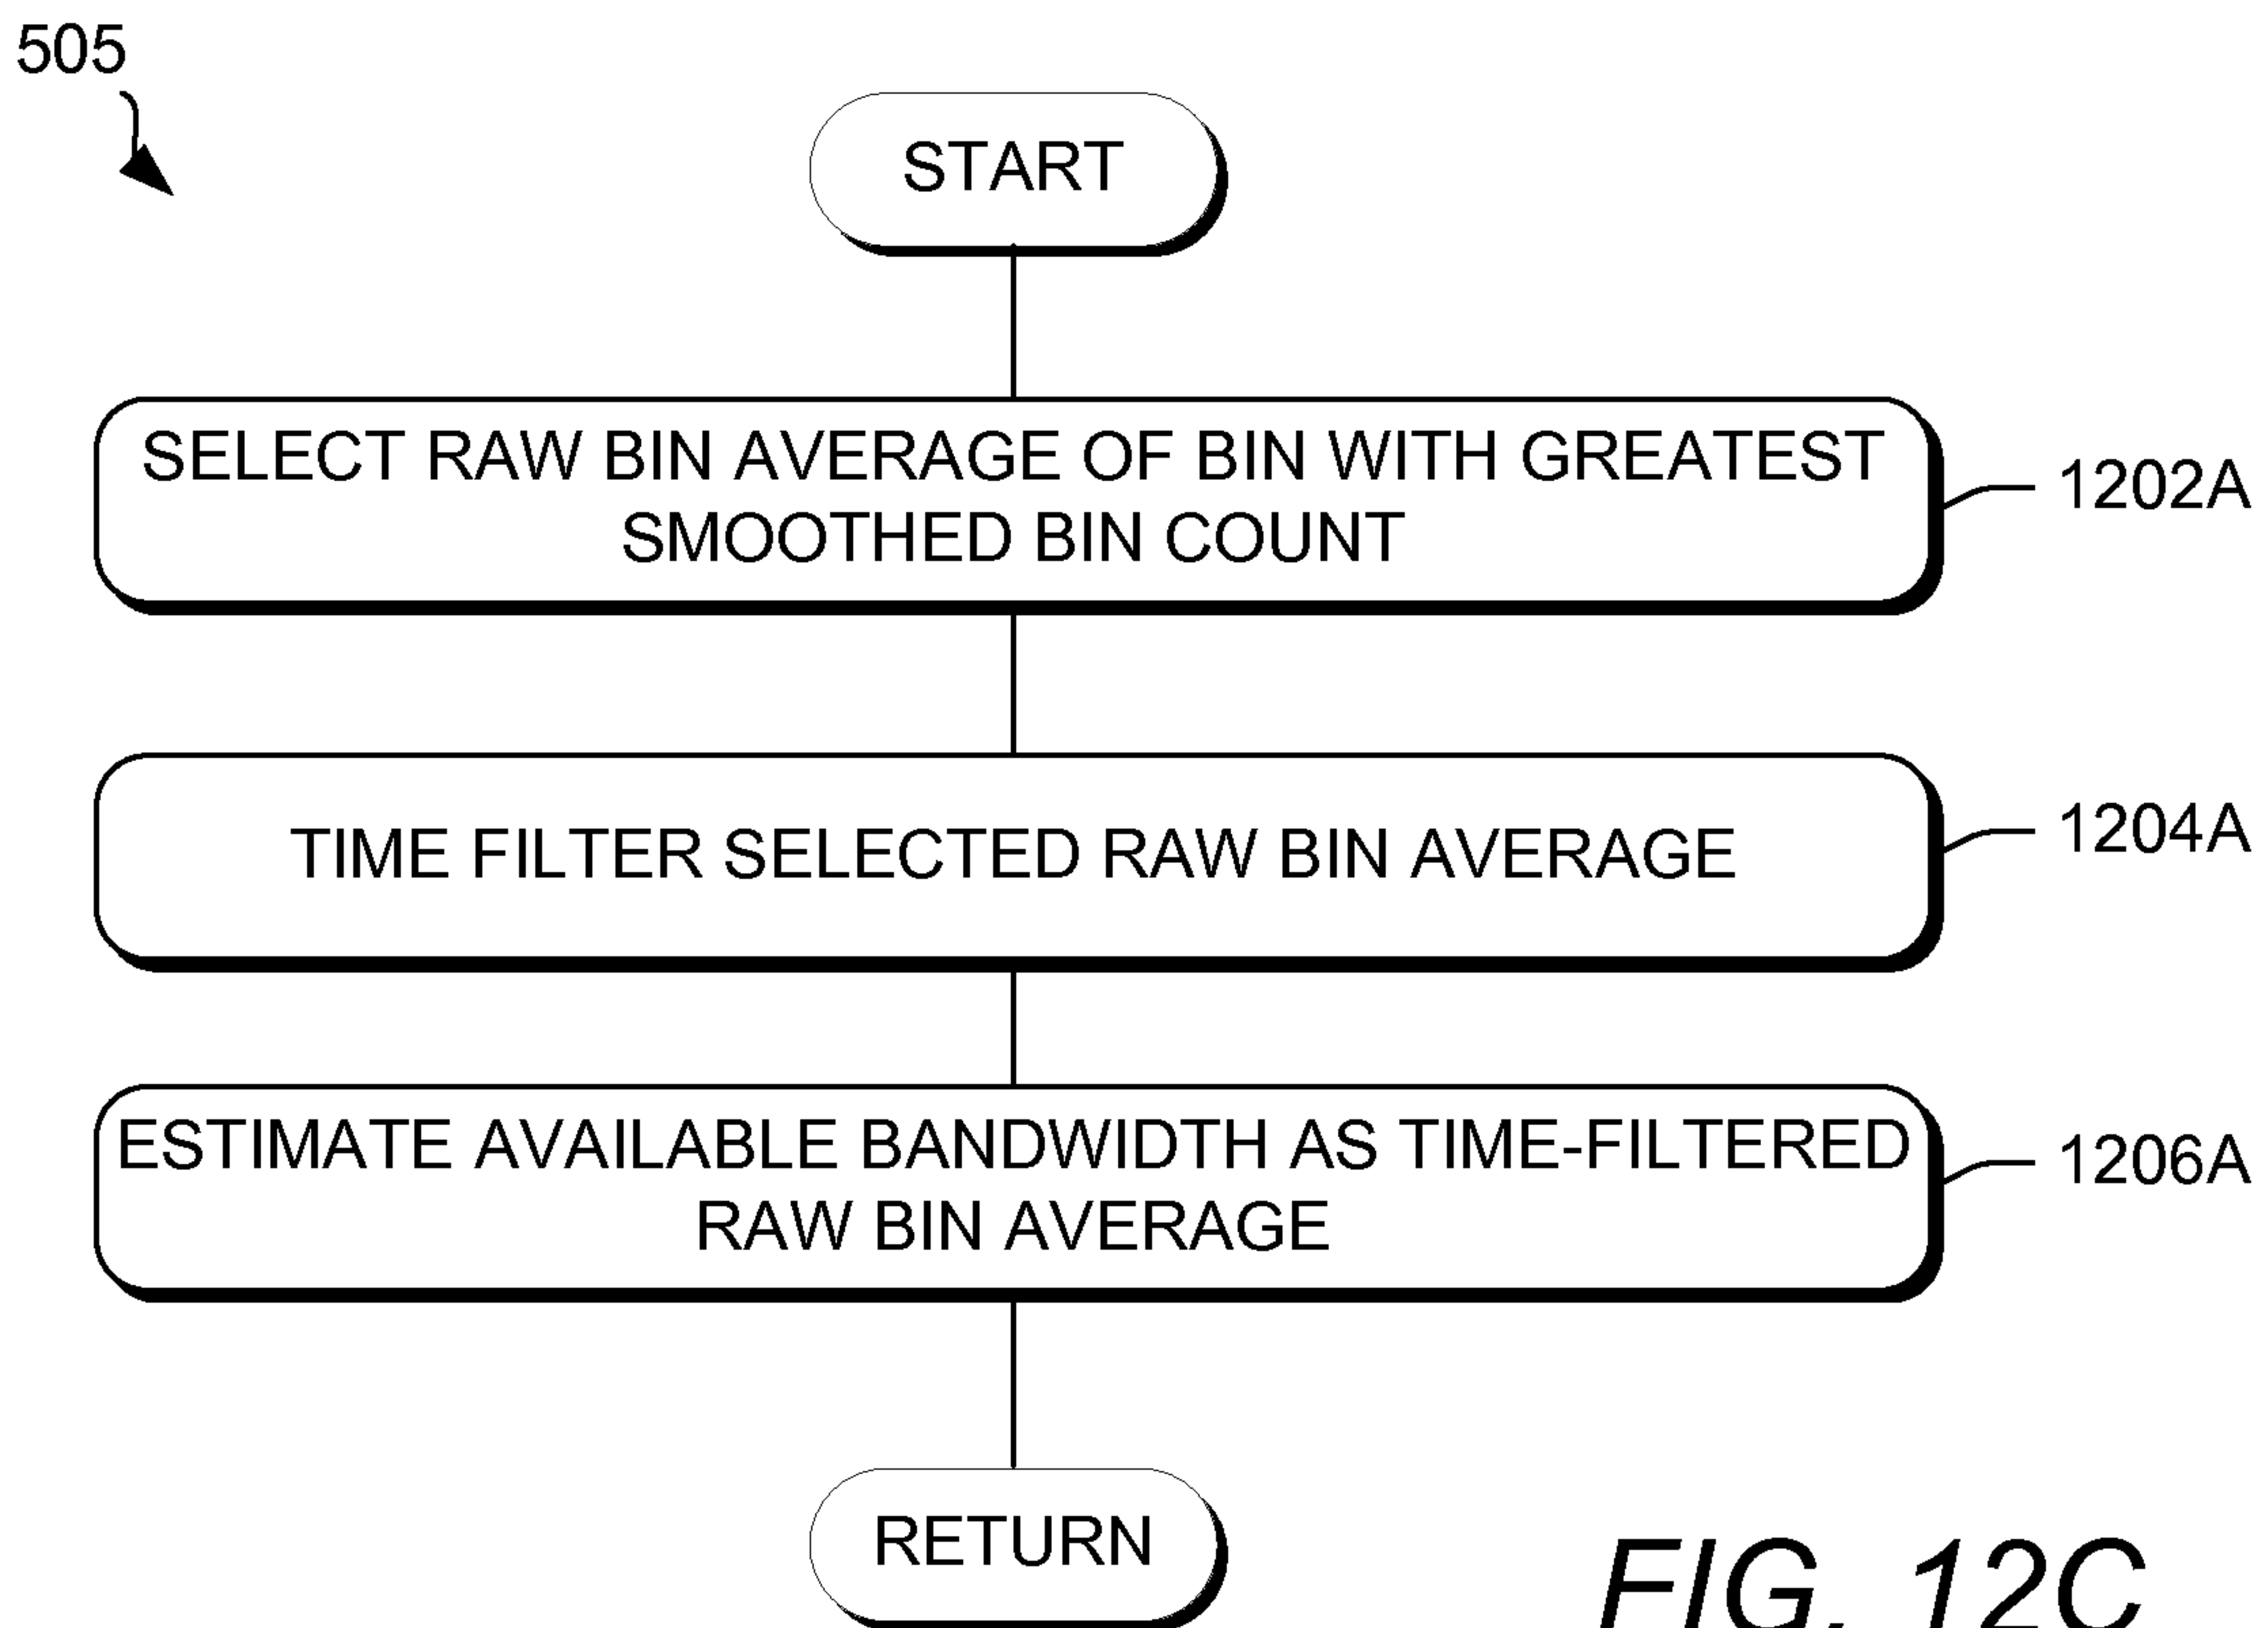 505
START
SELECT RAW BIN AVERAGE OF BIN WITH GREATEST
SMOOTHED BIN COUNT
1202A
TIME FILTER SELECTED RAW BIN AVERAGE
1204A
ESTIMATE AVAILABLE BANDWIDTH AS TIME-FILTERED
RAW BIN AVERAGE
1206A
RETURN
FIG. 12C